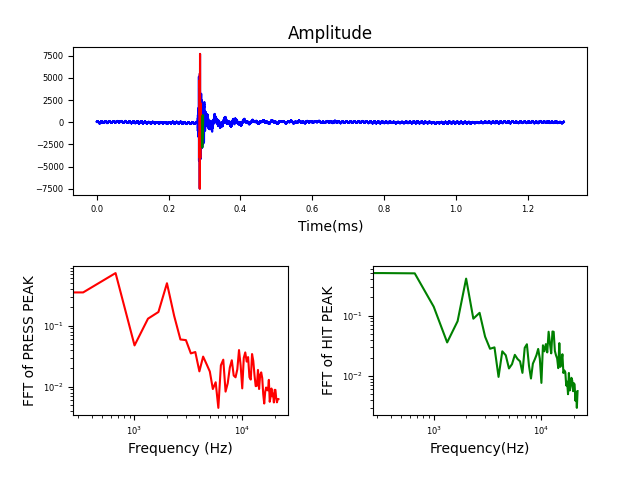 Amplitude
7500
5000
2500
0
−2500
−5000
−7500
0.0 0.2 0.4 0.6 0.8 1.0 1.2
Time(ms)
FFT of PRESS PEAK
10⁻¹
10⁻²
10³ 10⁴
Frequency (Hz)
FFT of HIT PEAK
10⁻¹
10⁻²
10³ 10⁴
Frequency(Hz)